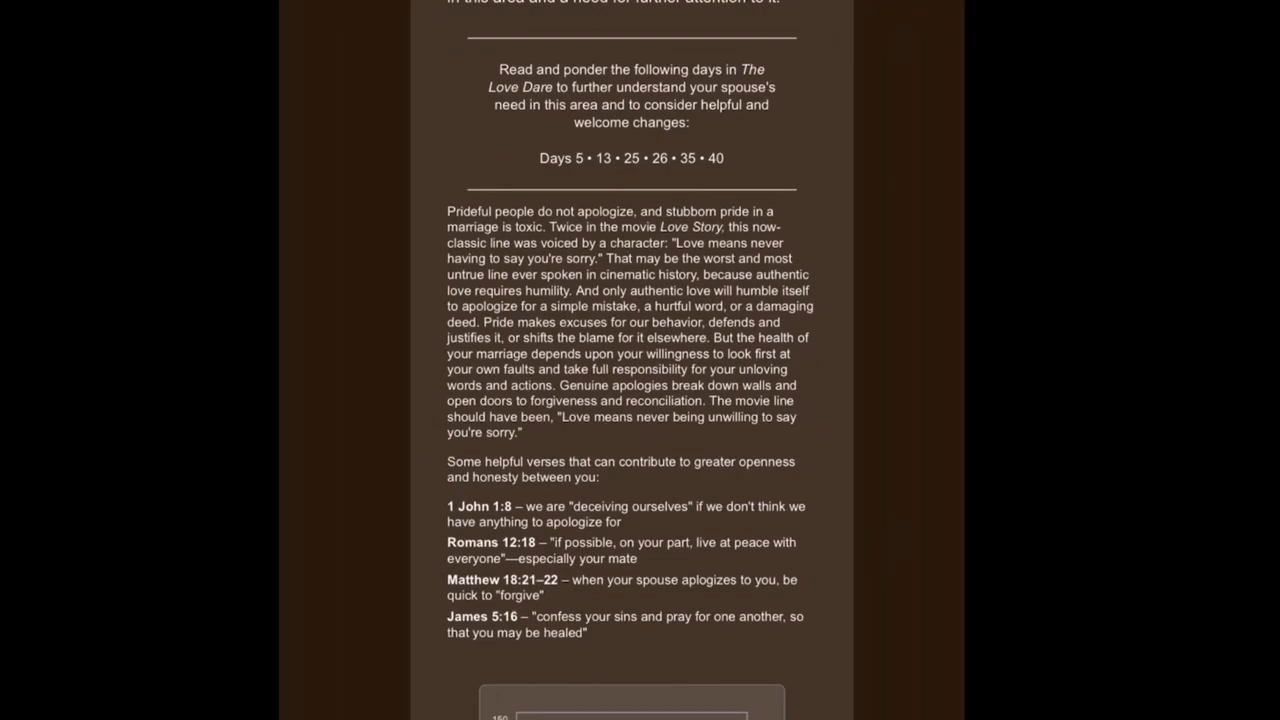 in this area and a need for further attention to it.
Read and ponder the following days in The
Love Dare to further understand your spouse's
need in this area and to consider helpful and
welcome changes:
Days 5 • 13 • 25 • 26 • 35 • 40
Prideful people do not apologize, and stubborn pride in a
marriage is toxic. Twice in the movie Love Story, this now-
classic line was voiced by a character: "Love means never
having to say you're sorry." That may be the worst and most
untrue line ever spoken in cinematic history, because authentic
love requires humility. And only authentic love will humble itself
to apologize for a simple mistake, a hurtful word, or a damaging
deed. Pride makes excuses for our behavior, defends and
justifies it, or shifts the blame for it elsewhere. But the health of
your marriage depends upon your willingness to look first at
your own faults and take full responsibility for your unloving
words and actions. Genuine apologies break down walls and
open doors to forgiveness and reconciliation. The movie line
should have been, "Love means never being unwilling to say
you're sorry."
Some helpful verses that can contribute to greater openness
and honesty between you:
1 John 1:8 – we are "deceiving ourselves" if we don't think we
have anything to apologize for
Romans 12:18 – "if possible, on your part, live at peace with
everyone"—especially your mate
Matthew 18:21–22 – when your spouse aplogizes to you, be
quick to "forgive"
James 5:16 – "confess your sins and pray for one another, so
that you may be healed"
150